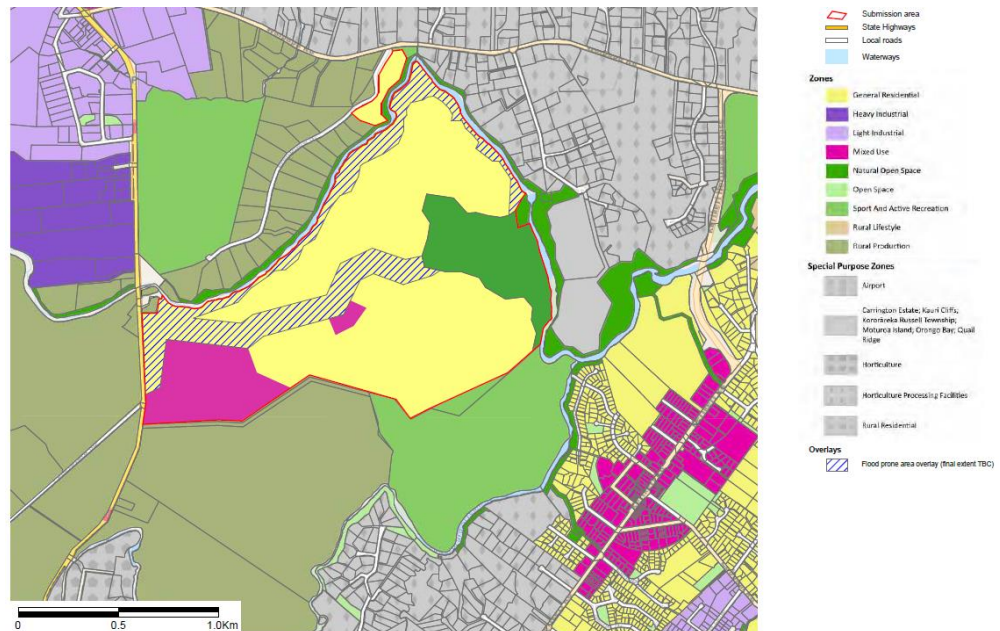 Submission area
State Highways
Local roads
Waterways
Zones
General Residential
Heavy Industrial
Light Industrial
Mixed Use
Natural Open Space
Open Space
Sport And Active Recreation
Rural Lifestyle
Rural Production
Special Purpose Zones
Airport
Carrington Estate; Kauri Cliffs;
Kororāreka Russell Township;
Moturoa Island; Orongo Bay; Quail
Ridge
Horticulture
Horticulture Processing Facilities
Rural Residential
Overlays
Flood prone area overlay (final extent TBC)
0 0.5 1.0Km